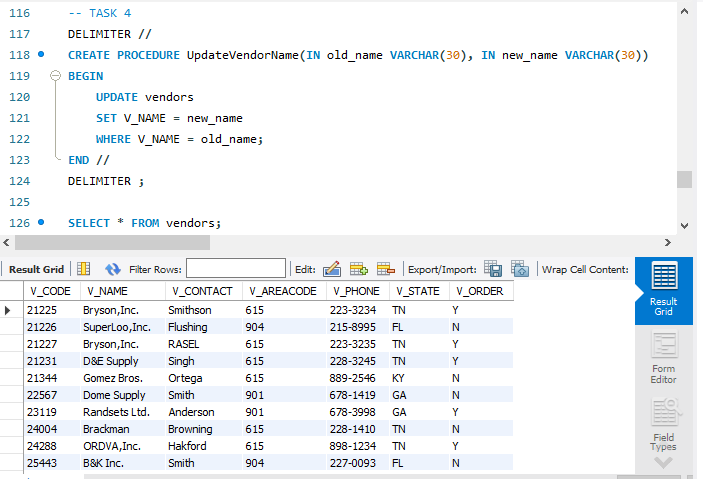 116 -- TASK 4
117 DELIMITER //
118 CREATE PROCEDURE UpdateVendorName(IN old_name VARCHAR(30), IN new_name VARCHAR(30))
119 BEGIN
120 UPDATE vendors
121 SET V_NAME = new_name
122 WHERE V_NAME = old_name;
123 END //
124 DELIMITER ;
125
126 SELECT * FROM vendors;
Result Grid Filter Rows: Edit: Export/Import: Wrap Cell Content:
V_CODE V_NAME V_CONTACT V_AREACODE V_PHONE V_STATE V_ORDER
21225 Bryson,Inc. Smithson 615 223-3234 TN Y
21226 SuperLoo,Inc. Flushing 904 215-8995 FL N
21227 Bryson,Inc. RASEL 615 223-3235 TN Y
21231 D&E Supply Singh 615 228-3245 TN Y
21344 Gomez Bros. Ortega 615 889-2546 KY N
22567 Dome Supply Smith 901 678-1419 GA N
23119 Randsets Ltd. Anderson 901 678-3998 GA Y
24004 Brackman Browning 615 228-1410 TN N
24288 ORDVA,Inc. Hakford 615 898-1234 TN Y
25443 B&K Inc. Smith 904 227-0093 FL N
Result
Grid
Form
Editor
Field
Types